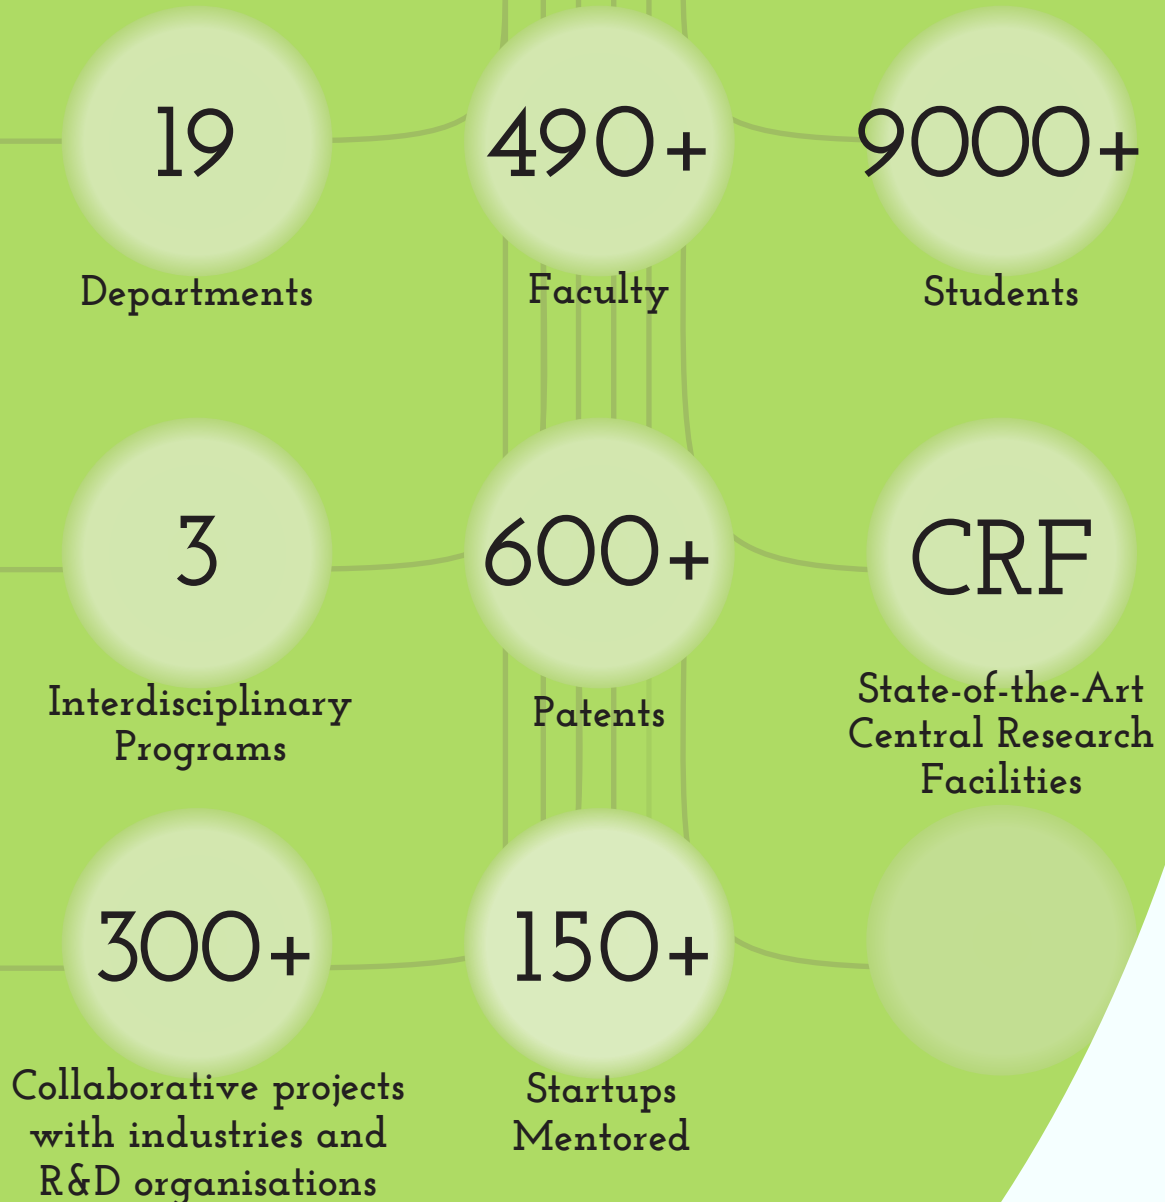 19
Departments
490+
Faculty
9000+
Students
3
Interdisciplinary
Programs
600+
Patents
CRF
State-of-the-Art
Central Research
Facilities
300+
Collaborative projects
with industries and
R&D organisations
150+
Startups
Mentored